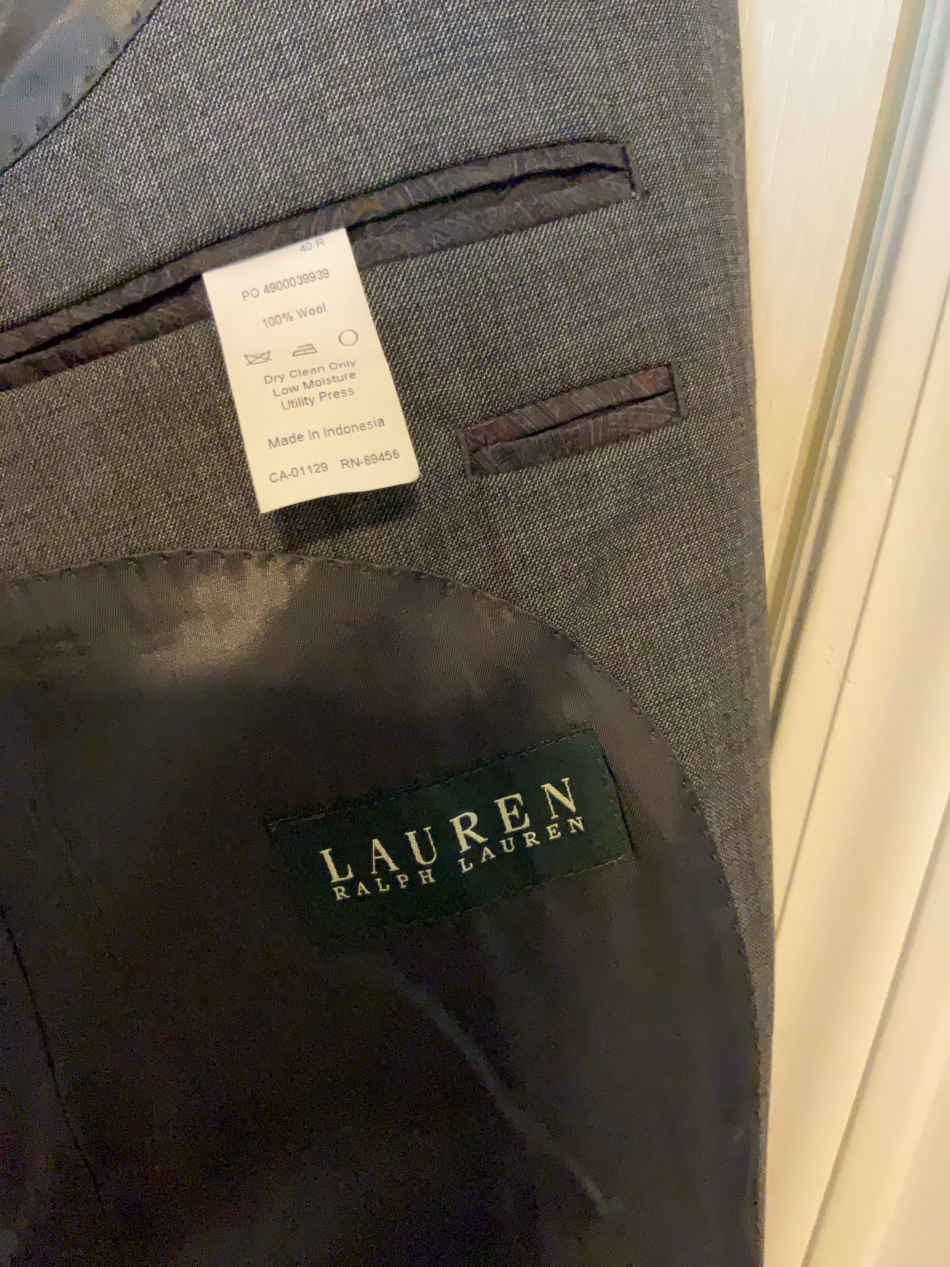 40 R
PO 4900039939
100% Wool
Dry Clean Only
Low Moisture
Utility Press
Made In Indonesia
CA-01129 RN-69456
LAUREN
RALPH LAUREN